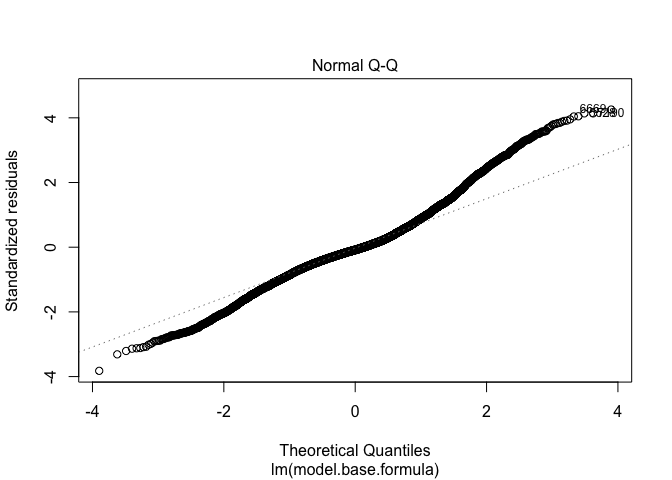 Normal Q-Q
6669
Standardized residuals
4
2
0
-2
-4
-4
-2
0
2
4
Theoretical Quantiles
lm(model.base.formula)